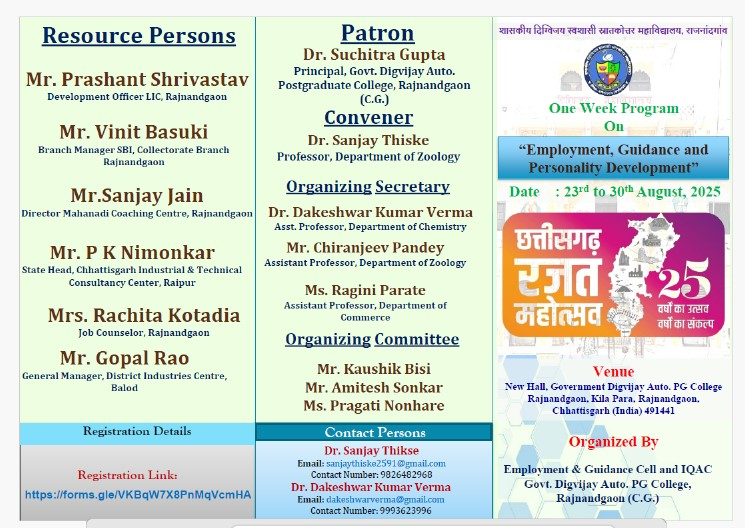 Resource Persons
Mr. Prashant Shrivastav
Development Officer LIC, Rajnandgaon
Mr. Vinit Basuki
Branch Manager SBI, Collectorate Branch
Rajnandgaon
Mr.Sanjay Jain
Director Mahanadi Coaching Centre, Rajnandgaon
Mr. P K Nimonkar
State Head, Chhattisgarh Industrial & Technical
Consultancy Center, Raipur
Mrs. Rachita Kotadia
Job Counselor, Rajnandgaon
Mr. Gopal Rao
General Manager, District Industries Centre,
Balod
Registration Details
Registration Link:
https://forms.gle/VKBqW7X8PnMqVcmHA
Patron
Dr. Suchitra Gupta
Principal, Govt. Digvijay Auto.
Postgraduate College, Rajnandgaon
(C.G.)
Convener
Dr. Sanjay Thiske
Professor, Department of Zoology
Organizing Secretary
Dr. Dakeshwar Kumar Verma
Asst. Professor, Department of Chemistry
Mr. Chiranjeev Pandey
Assistant Professor, Department of Zoology
Ms. Ragini Parate
Assistant Professor, Department of
Commerce
Organizing Committee
Mr. Kaushik Bisi
Mr. Amitesh Sonkar
Ms. Pragati Nonhare
Contact Persons
Dr. Sanjay Thikse
Email: sanjaythiske2591@gmail.com
Contact Number: 9826482968
Dr. Dakeshwar Kumar Verma
Email: dakeshwarverma@gmail.com
Contact Number: 9993623996
शासकीय दिग्विजय स्वशासी स्नातकोत्तर महाविद्यालय, राजनांदगांव
One Week Program
On
“Employment, Guidance and
Personality Development”
Date : 23rd to 30th August, 2025
छत्तीसगढ़
रजत
महोत्सव
25
वर्षों का उत्सव
वर्षों का संकल्प
Venue
New Hall, Government Digvijay Auto. PG College
Rajnandgaon, Kila Para, Rajnandgaon,
Chhattisgarh (India) 491441
Organized By
Employment & Guidance Cell and IQAC
Govt. Digvijay Auto. PG College,
Rajnandgaon (C.G.)